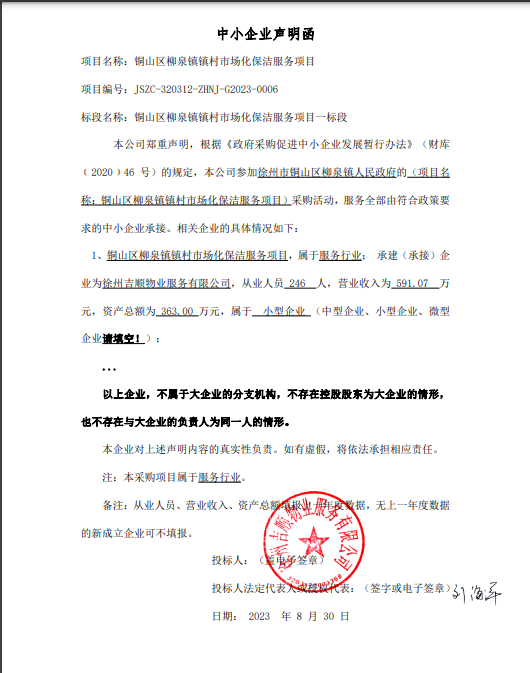 中小企业声明函
项目名称：铜山区柳泉镇镇村市场化保洁服务项目
项目编号：JSZC-320312-ZHNJ-G2023-0006
标段名称：铜山区柳泉镇镇村市场化保洁服务项目一标段
本公司郑重声明，根据《政府采购促进中小企业发展暂行办法》（财库
﹝2020﹞46 号）的规定，本公司参加徐州市铜山区柳泉镇人民政府的（项目名
称：铜山区柳泉镇镇村市场化保洁服务项目）采购活动，服务全部由符合政策要
求的中小企业承接。相关企业的具体情况如下：
1、铜山区柳泉镇镇村市场化保洁服务项目，属于服务行业； 承建（承接）企
业为徐州吉顺物业服务有限公司，从业人员 246 人，营业收入为 591.07 万
元，资产总额为 363.00 万元，属于 小型企业 （中型企业、小型企业、微型
企业请填空！）；
...
以上企业，不属于大企业的分支机构，不存在控股股东为大企业的情形，
也不存在与大企业的负责人为同一人的情形。
本企业对上述声明内容的真实性负责。如有虚假，将依法承担相应责任。
注：本采购项目属于服务行业。
备注：从业人员、营业收入、资产总额填报上一年度数据，无上一年度数据
的新成立企业可不填报。
徐州吉顺物业服务有限公司
投标人：（盖电子签章）
投标人法定代表人或授权代表：（签字或电子签章）刘海军
日期： 2023 年 8 月 30 日